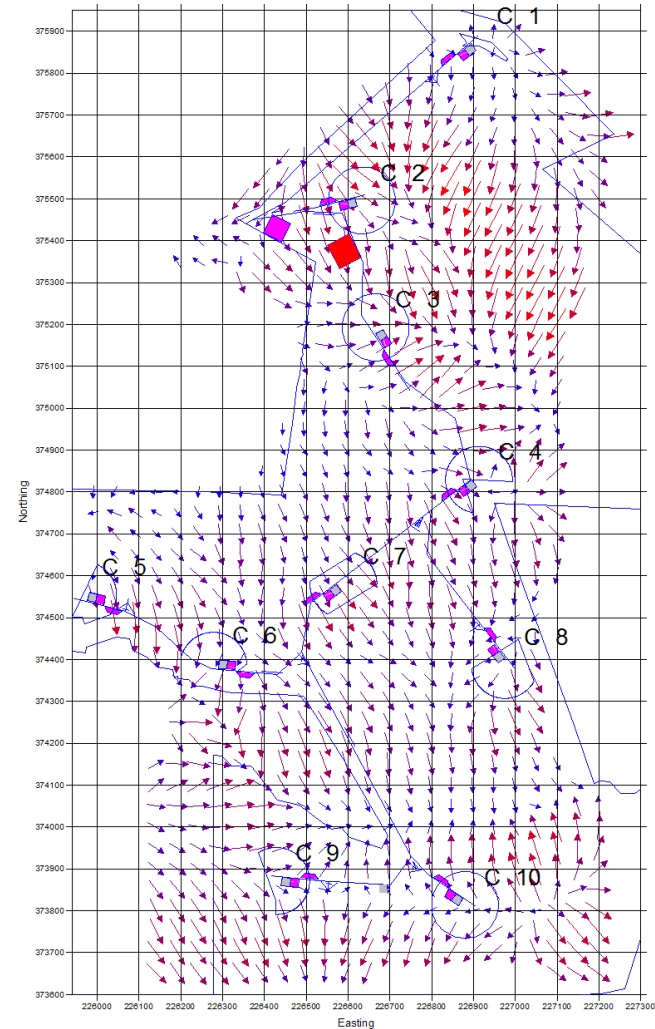 375900
C 1
375800
375700
375600
C 2
375500
375400
375300
C 3
375200
375100
375000
374900
C 4
374800
Northing
374700
C 7
374600
C 5
374500
C 6
C 8
374400
374300
374200
374100
374000
C 9
373900
C 10
373800
373700
373600
226000 226100 226200 226300 226400 226500 226600 226700 226800 226900 227000 227100 227200 227300
Easting